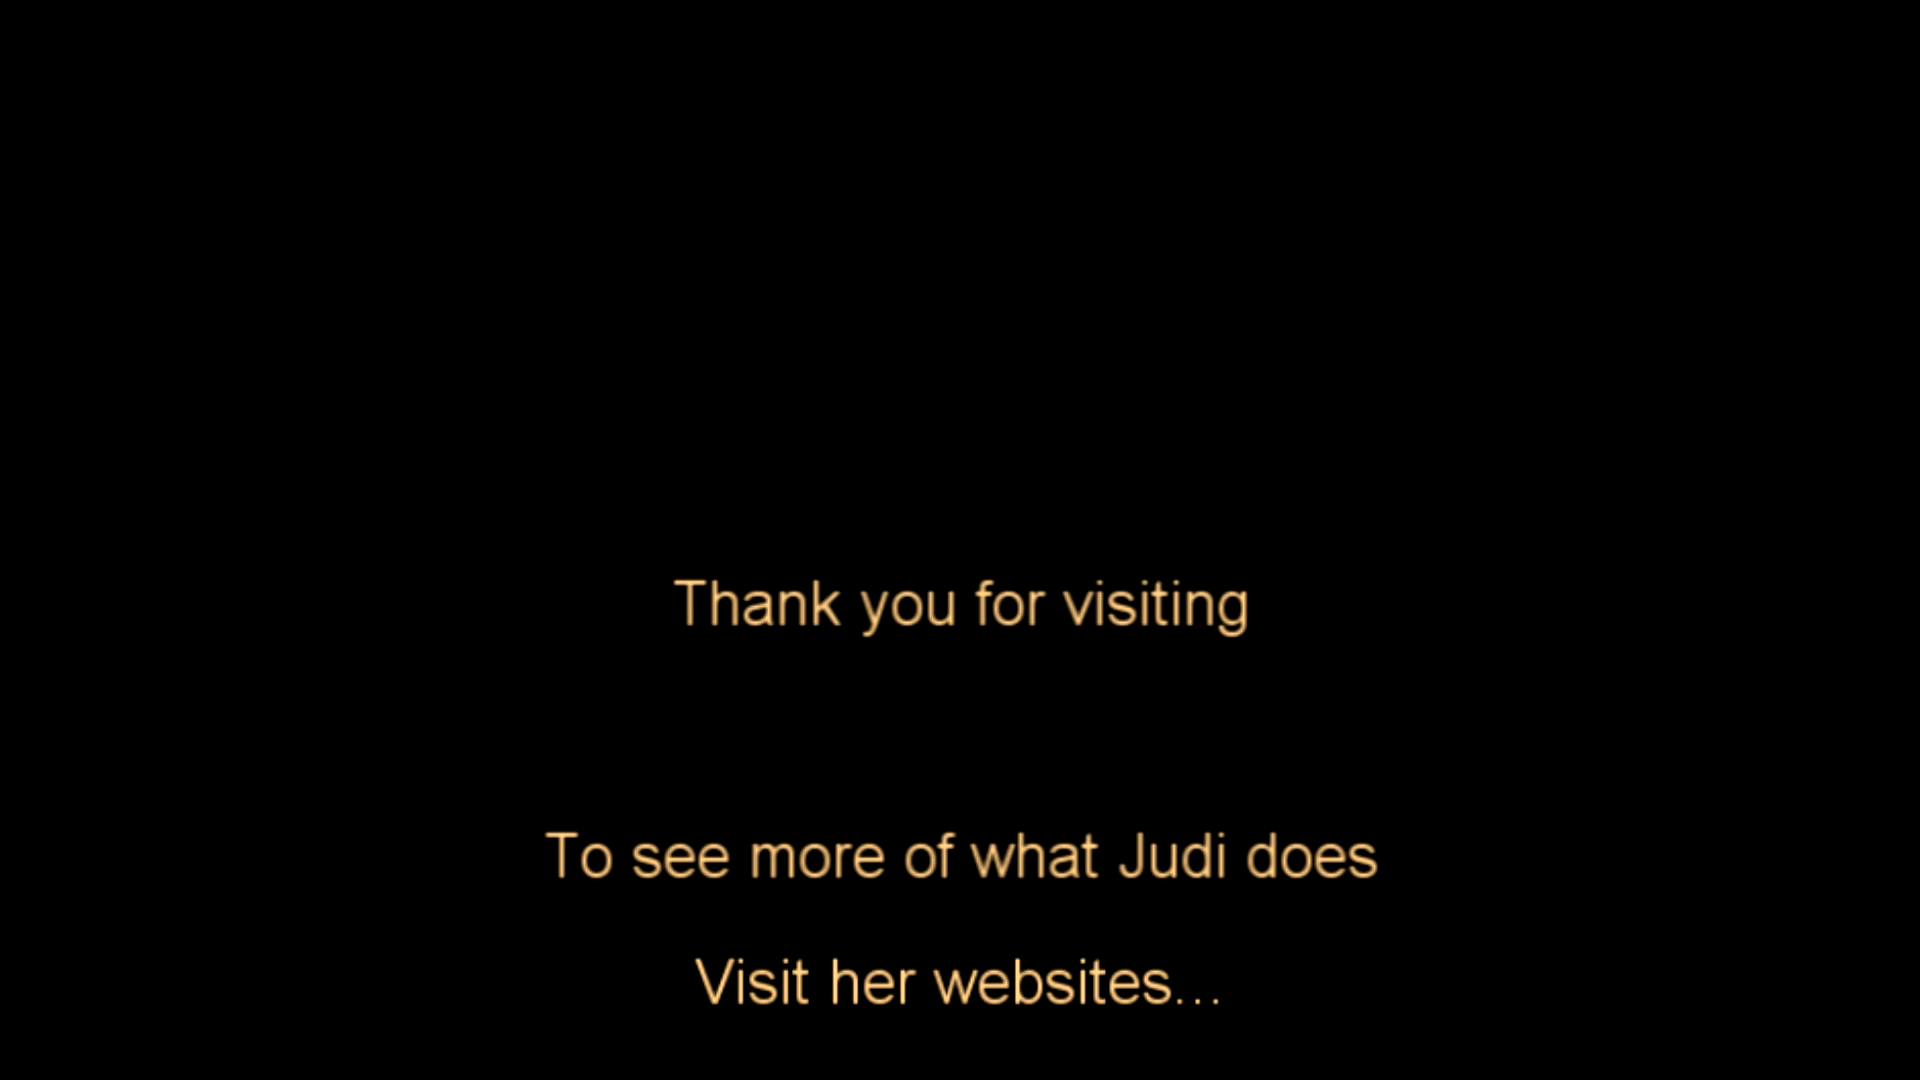 Thank you for visiting
To see more of what Judi does
Visit her websites...